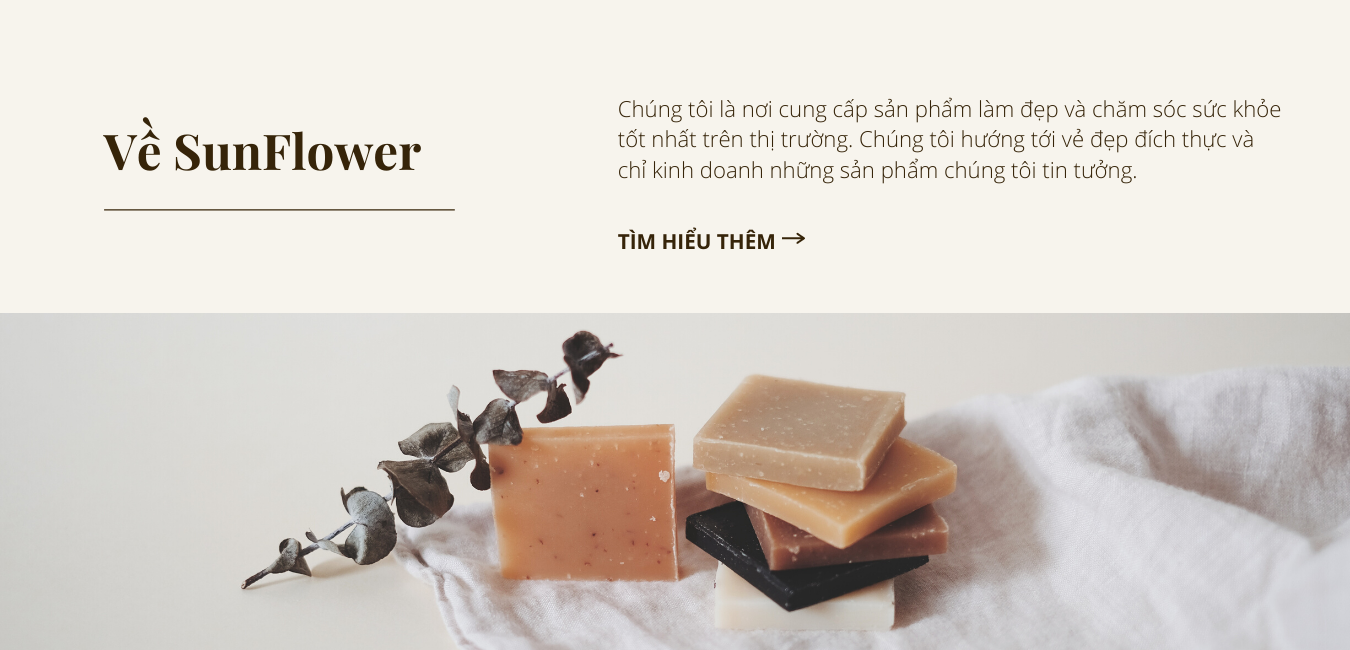 Về SunFlower
Chúng tôi là nơi cung cấp sản phẩm làm đẹp và chăm sóc sức khỏe
tốt nhất trên thị trường. Chúng tôi hướng tới vẻ đẹp đích thực và
chỉ kinh doanh những sản phẩm chúng tôi tin tưởng.
TÌM HIỂU THÊM →